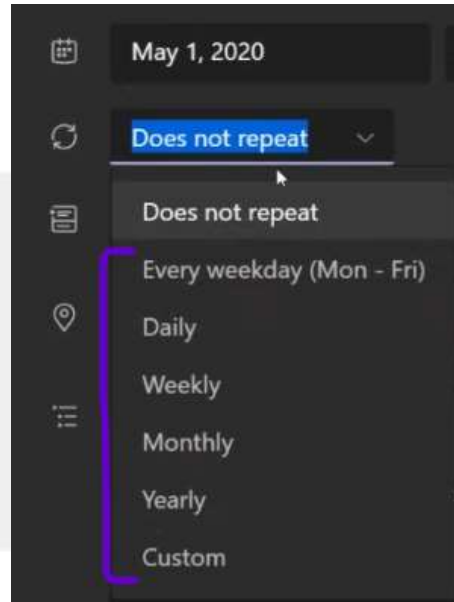 May 1, 2020
Does not repeat
Does not repeat
Every weekday (Mon - Fri)
Daily
Weekly
Monthly
Yearly
Custom